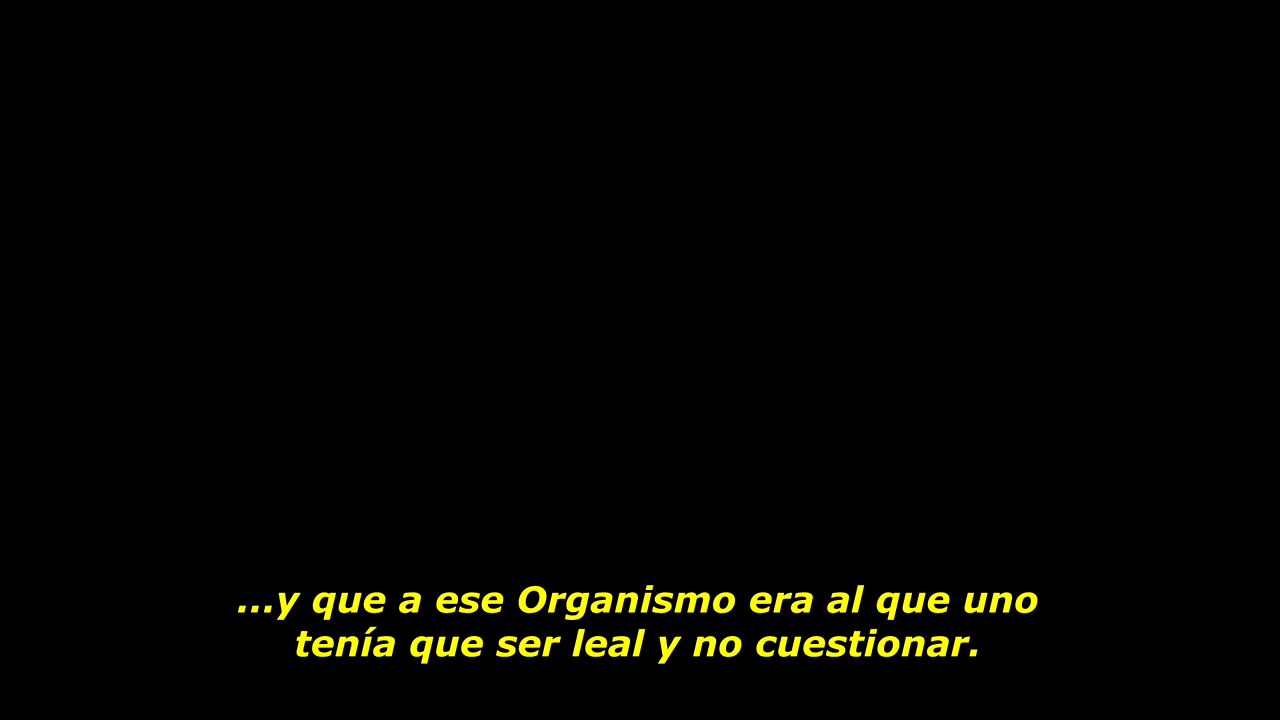 ...y que a ese Organismo era al que uno
tenía que ser leal y no cuestionar.